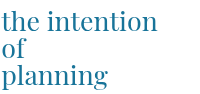 the intention
of
planning